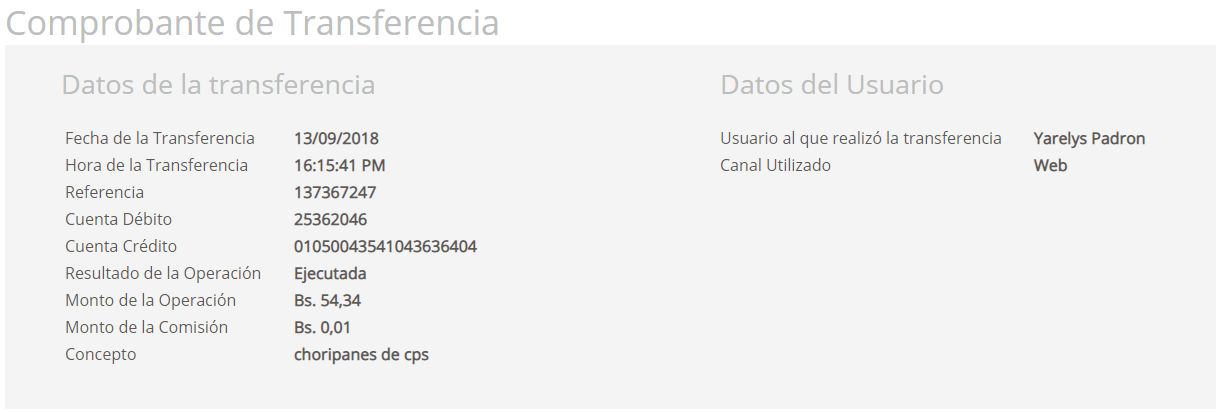 Comprobante de Transferencia
Datos de la transferencia
Fecha de la Transferencia 13/09/2018
Hora de la Transferencia 16:15:41 PM
Referencia 137367247
Cuenta Débito 25362046
Cuenta Crédito 01050043541043636404
Resultado de la Operación Ejecutada
Monto de la Operación Bs. 54,34
Monto de la Comisión Bs. 0,01
Concepto choripanes de cps
Datos del Usuario
Usuario al que realizó la transferencia Yarelys Padron
Canal Utilizado Web